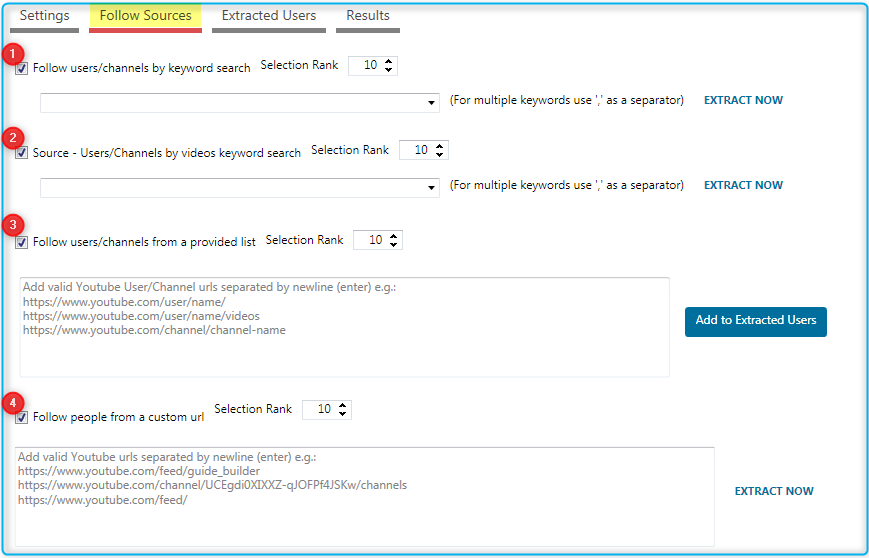 Settings Follow Sources Extracted Users Results
1
Follow users/channels by keyword search Selection Rank 10
(For multiple keywords use ',' as a separator) EXTRACT NOW
2
Source - Users/Channels by videos keyword search Selection Rank 10
(For multiple keywords use ',' as a separator) EXTRACT NOW
3
Follow users/channels from a provided list Selection Rank 10
Add valid Youtube User/Channel urls separated by newline (enter) e.g.:
https://www.youtube.com/user/name/
https://www.youtube.com/user/name/videos
https://www.youtube.com/channel/channel-name
Add to Extracted Users
4
Follow people from a custom url Selection Rank 10
Add valid Youtube urls separated by newline (enter) e.g.:
https://www.Youtube.com/feed/guide_builder
https://www.Youtube.com/channel/UCEgdi0XIXXZ-qJOFPf4JSKw/channels
https://www.Youtube.com/feed/
EXTRACT NOW